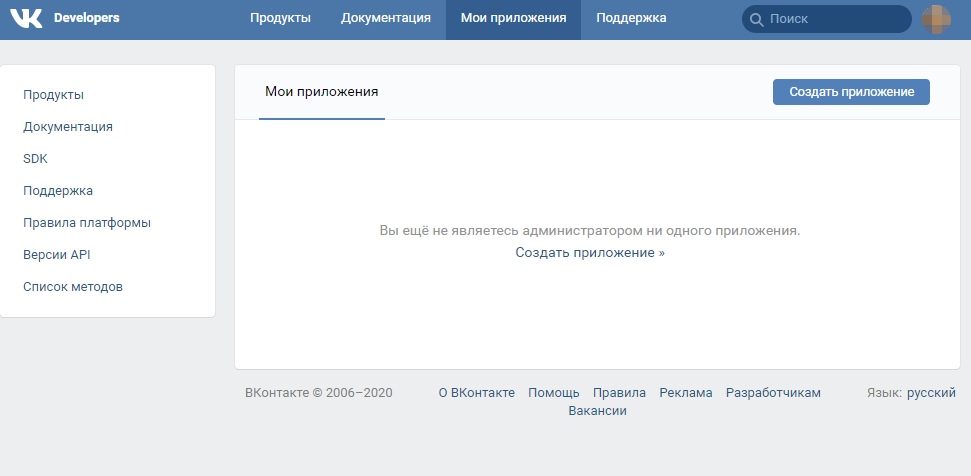 Developers Продукты Документация Мои приложения Поддержка Поиск
Продукты
Документация
SDK
Поддержка
Правила платформы
Версии API
Список методов
Мои приложения Создать приложение
Вы ещё не являетесь администратором ни одного приложения.
Создать приложение »
ВКонтакте © 2006–2020 О ВКонтакте Помощь Правила Реклама Разработчикам Язык: русский
Вакансии